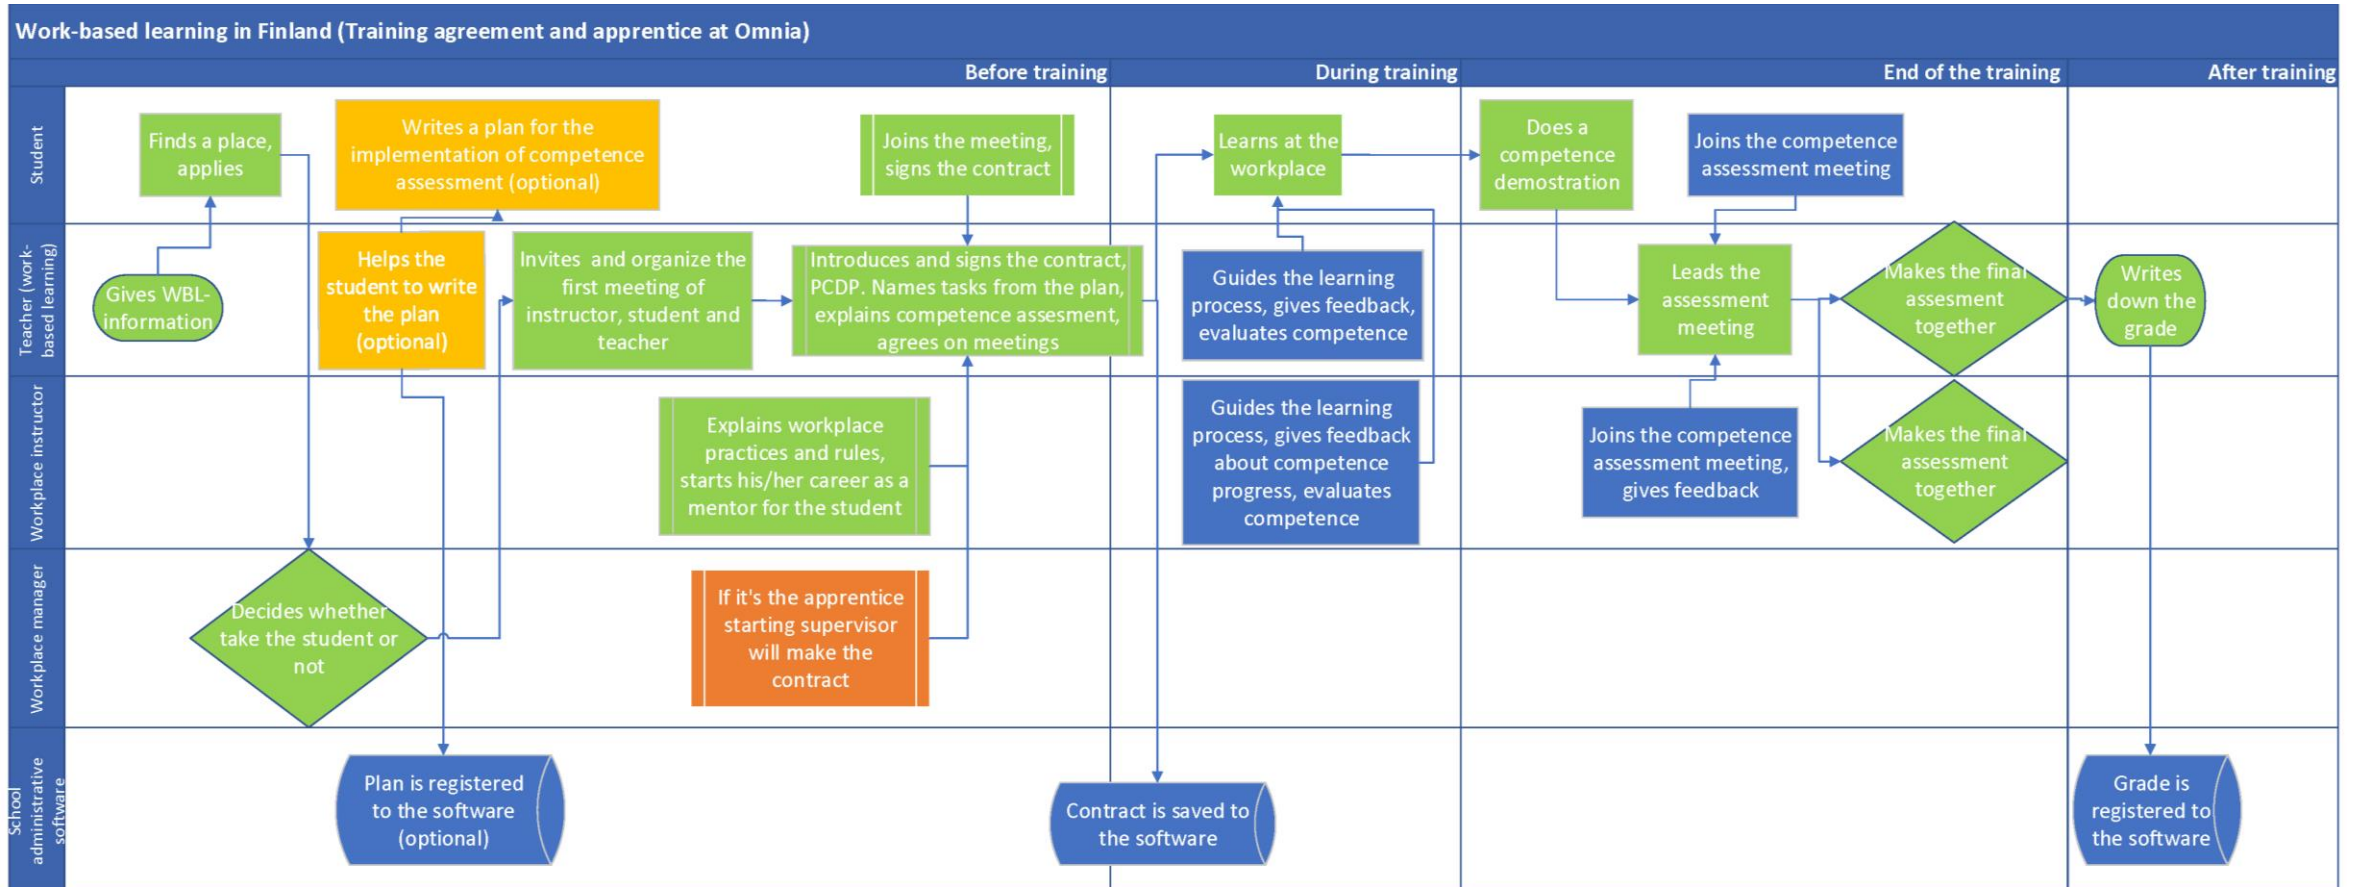 Work-based learning in Finland (Training agreement and apprentice at Omnia)
Before training
During training
End of the training
After training
Student
Finds a place,
applies
Writes a plan for the
implementation of competence
assessment (optional)
Joins the meeting,
signs the contract
Learns at the
workplace
Does a
competence
demostration
Joins the competence
assessment meeting
Teacher (work-
based learning)
Gives WBL-
information
Helps the
student to write
the plan
(optional)
Invites and organize the
first meeting of
instructor, student and
teacher
Introduces and signs the contract,
PCDP. Names tasks from the plan,
explains competence assesment,
agrees on meetings
Guides the learning
process, gives feedback,
evaluates competence
Leads the
assessment
meeting
Makes the final
assesment
together
Writes
down the
grade
Workplace instructor
Explains workplace
practices and rules,
starts his/her career as a
mentor for the student
Guides the learning
process, gives feedback
about competence
progress, evaluates
competence
Joins the competence
assessment meeting,
gives feedback
Makes the final
assessment
together
Workplace manager
Decides whether
take the student or
not
If it's the apprentice
starting supervisor
will make the
contract
School
administrative
software
Plan is registered
to the software
(optional)
Contract is saved to
the software
Grade is
registered to
the software